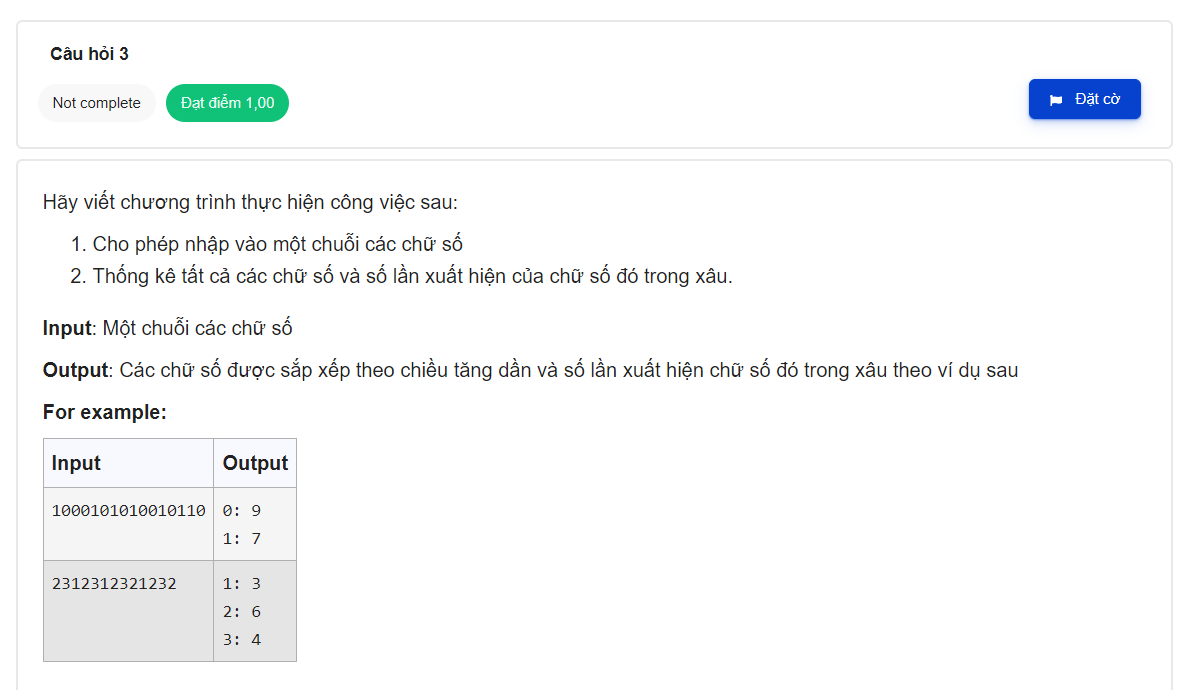 Câu hỏi 3
Not complete
Đạt điểm 1,00
Đặt cờ
Hãy viết chương trình thực hiện công việc sau:
1. Cho phép nhập vào một chuỗi các chữ số
2. Thống kê tất cả các chữ số và số lần xuất hiện của chữ số đó trong xâu.
Input: Một chuỗi các chữ số
Output: Các chữ số được sắp xếp theo chiều tăng dần và số lần xuất hiện chữ số đó trong xâu theo ví dụ sau
For example:
Input Output
1000101010010110 0: 9
1: 7
2312312321232 1: 3
2: 6
3: 4